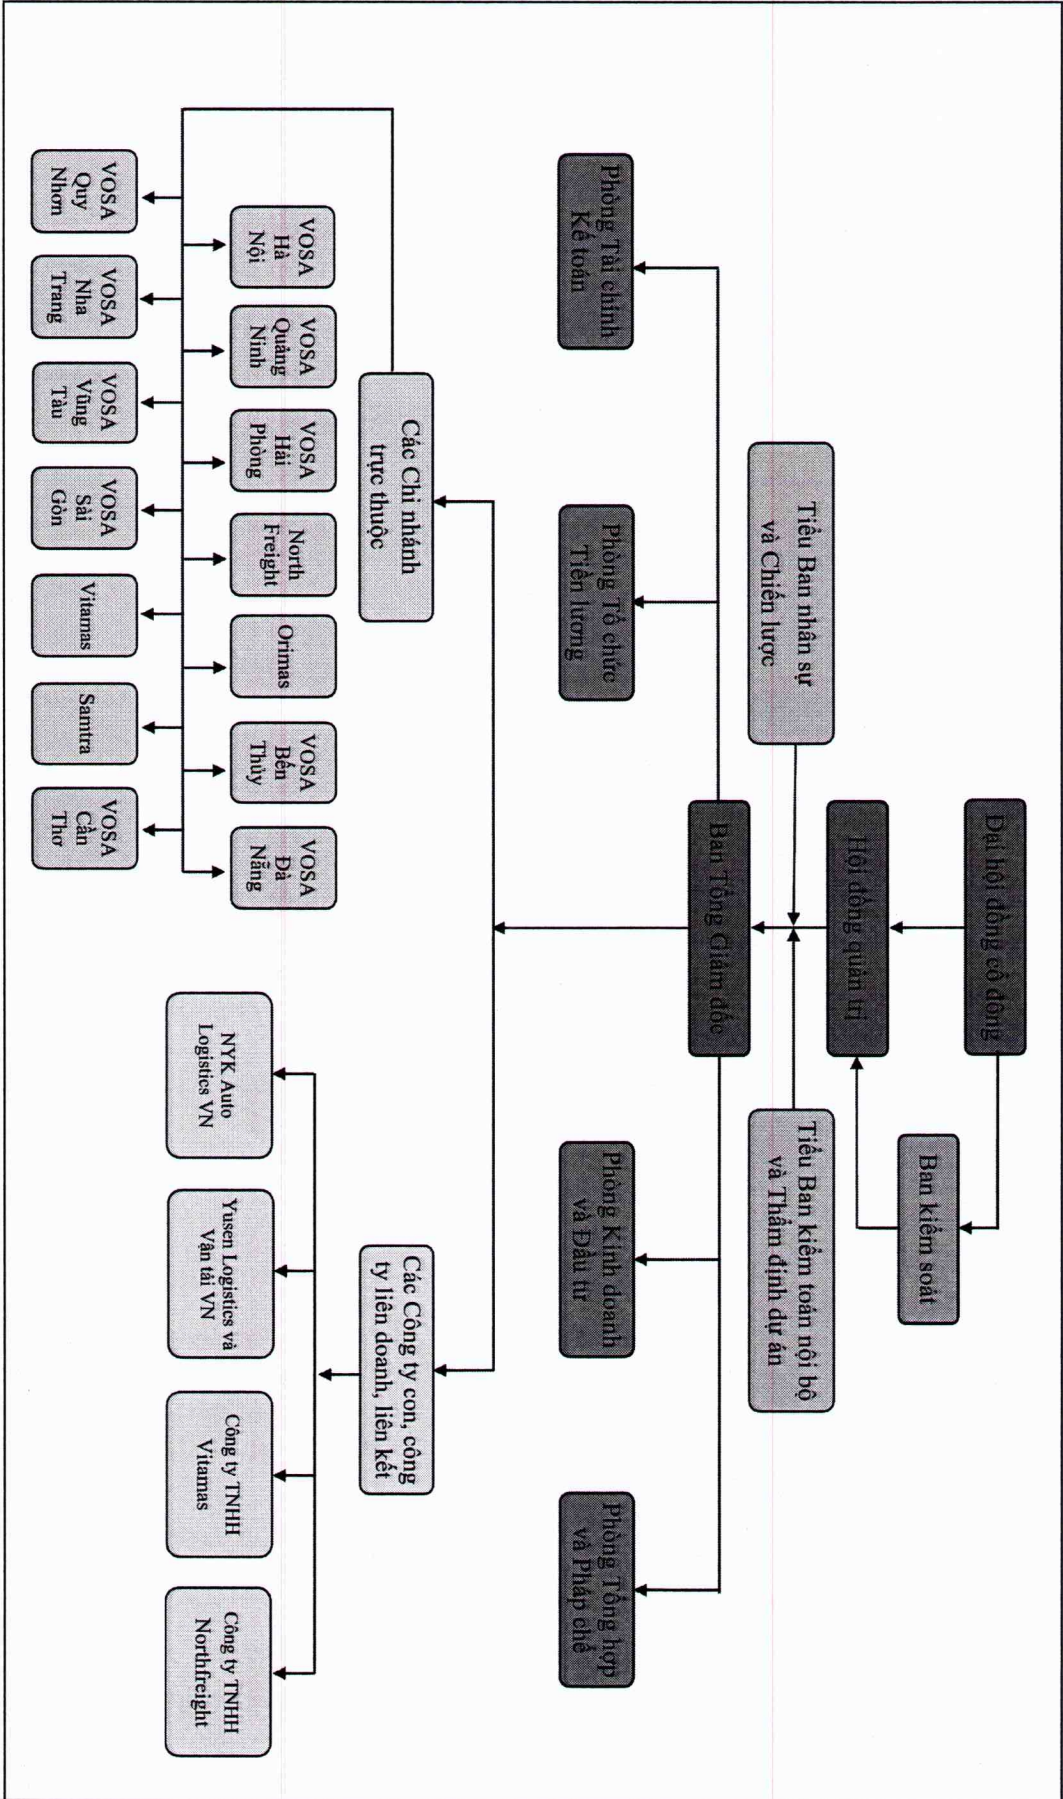 Đại hội đồng cổ đông
Ban kiểm soát
Hội đồng quản trị
Tiểu Ban nhân sự
và Chiến lược
Tiểu Ban kiểm toán nội bộ
và Thẩm định dự án
Ban Tổng Giám đốc
Phòng Tài chính
Kế toán
Phòng Tổ chức
Tiền lương
Phòng Kinh doanh
và Đầu tư
Phòng Tổng hợp
và Pháp chế
Các Chi nhánh
trực thuộc
Các Công ty con, công
ty liên doanh, liên kết
VOSA
Hà
Nội
VOSA
Quảng
Ninh
VOSA
Hải
Phòng
North
Freight
Orimas
VOSA
Bến
Thủy
VOSA
Đà
Nẵng
VOSA
Quy
Nhơn
VOSA
Nha
Trang
VOSA
Vũng
Tàu
VOSA
Sài
Gòn
Vitamas
Samtra
VOSA
Cần
Thơ
NYK Auto
Logistics VN
Yusen Logistics và
Vận tải VN
Công ty TNHH
Vitamas
Công ty TNHH
Northfreight